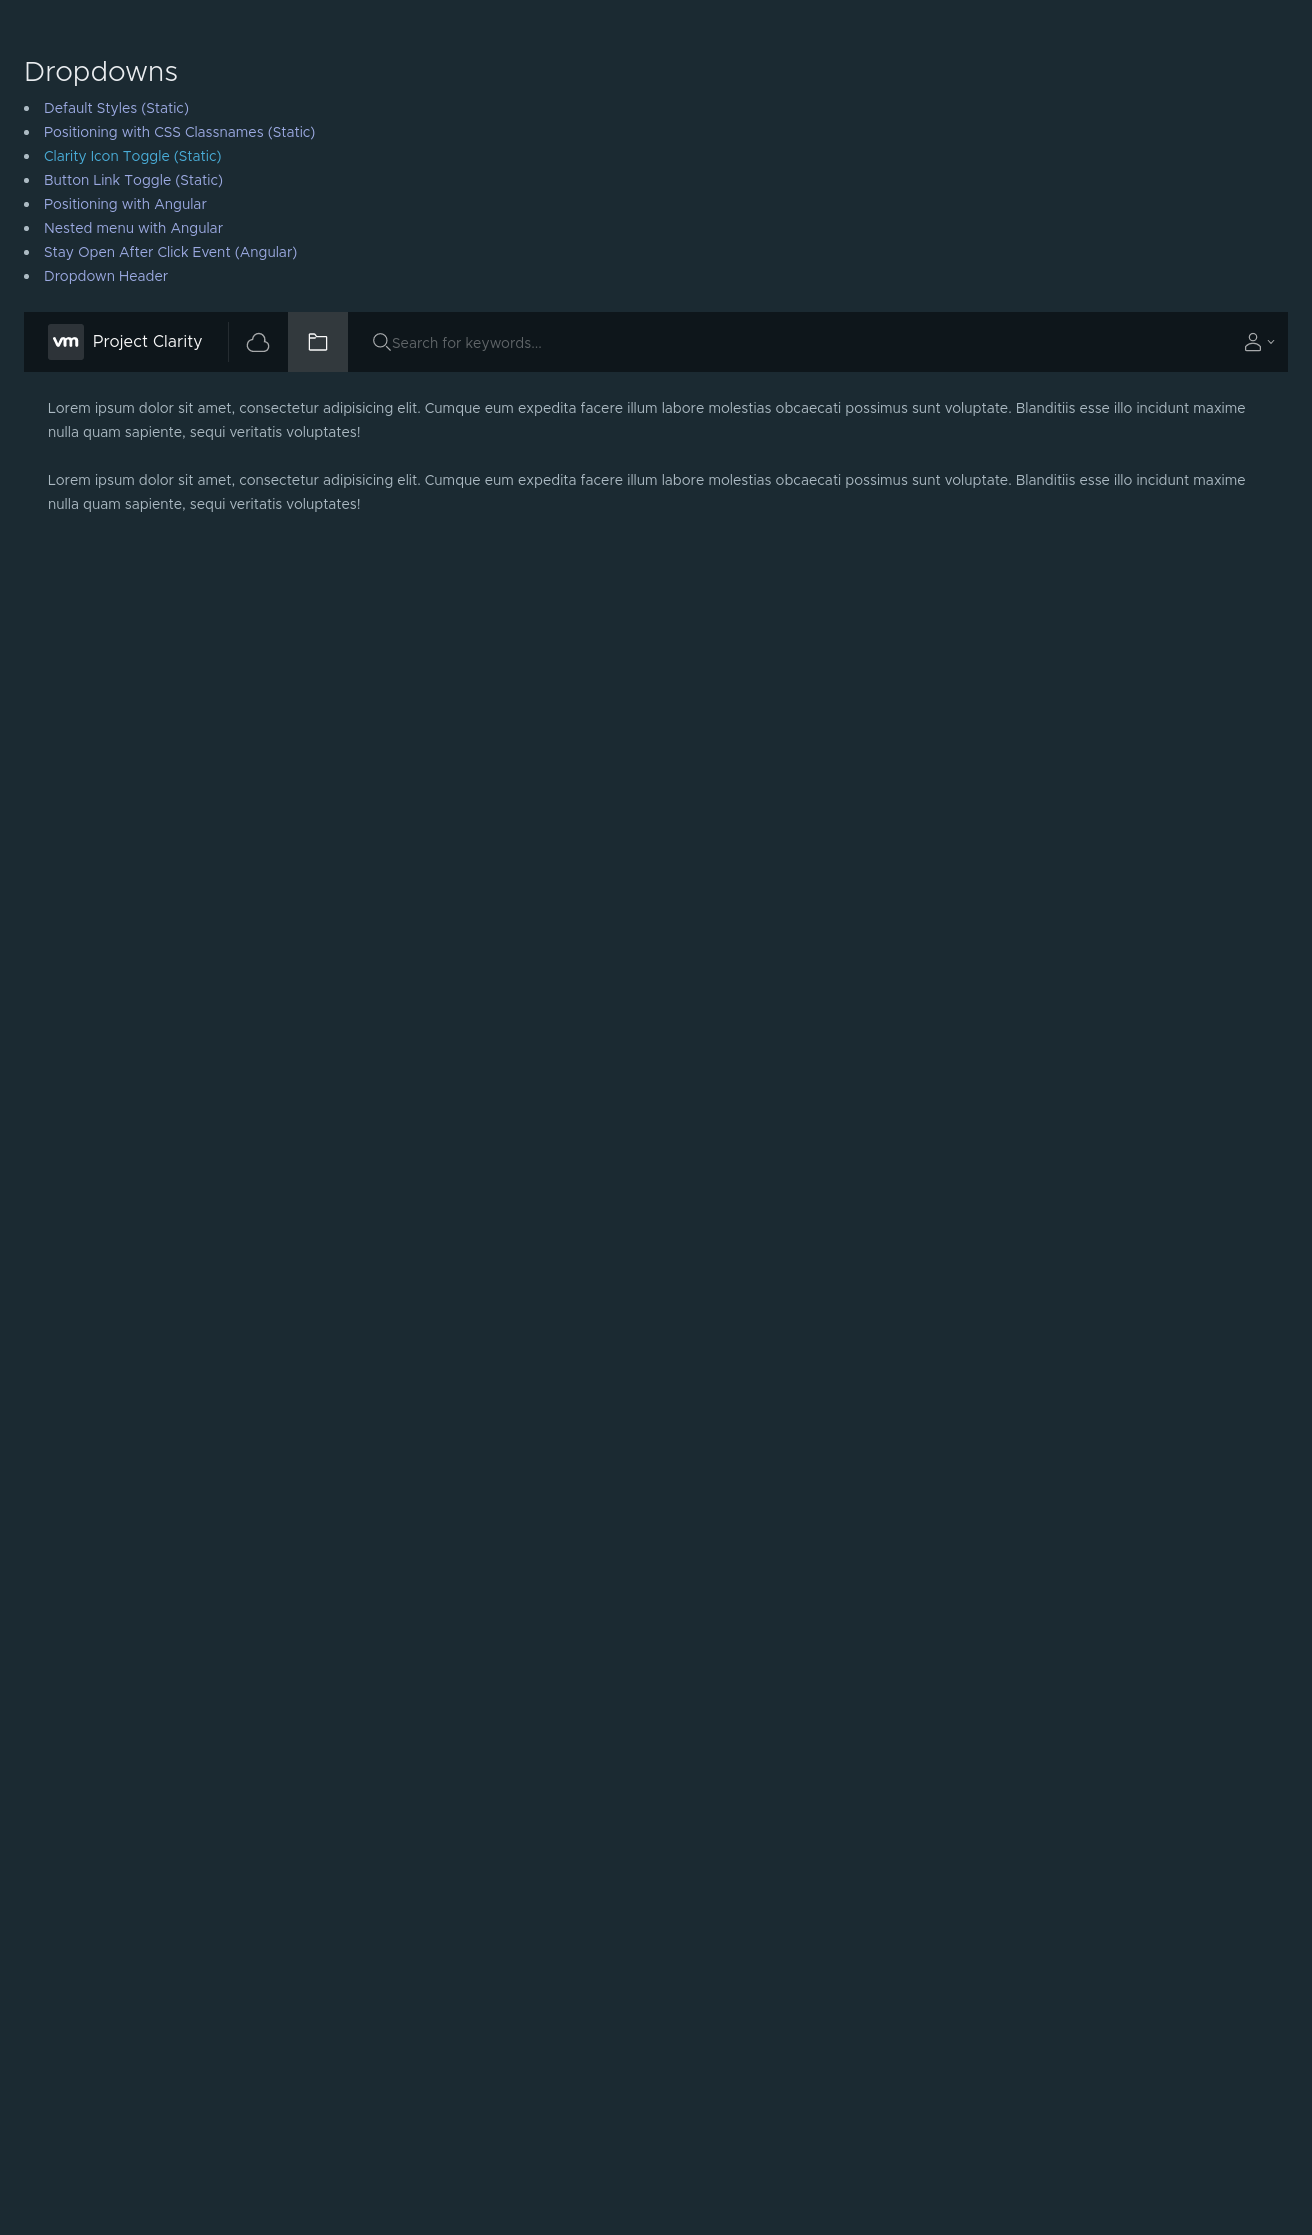 Dropdowns
Default Styles (Static)
Positioning with CSS Classnames (Static)
Clarity Icon Toggle (Static)
Button Link Toggle (Static)
Positioning with Angular
Nested menu with Angular
Stay Open After Click Event (Angular)
Dropdown Header
vm Project Clarity Search for keywords...
Lorem ipsum dolor sit amet, consectetur adipisicing elit. Cumque eum expedita facere illum labore molestias obcaecati possimus sunt voluptate. Blanditiis esse illo incidunt maxime
nulla quam sapiente, sequi veritatis voluptates!
Lorem ipsum dolor sit amet, consectetur adipisicing elit. Cumque eum expedita facere illum labore molestias obcaecati possimus sunt voluptate. Blanditiis esse illo incidunt maxime
nulla quam sapiente, sequi veritatis voluptates!